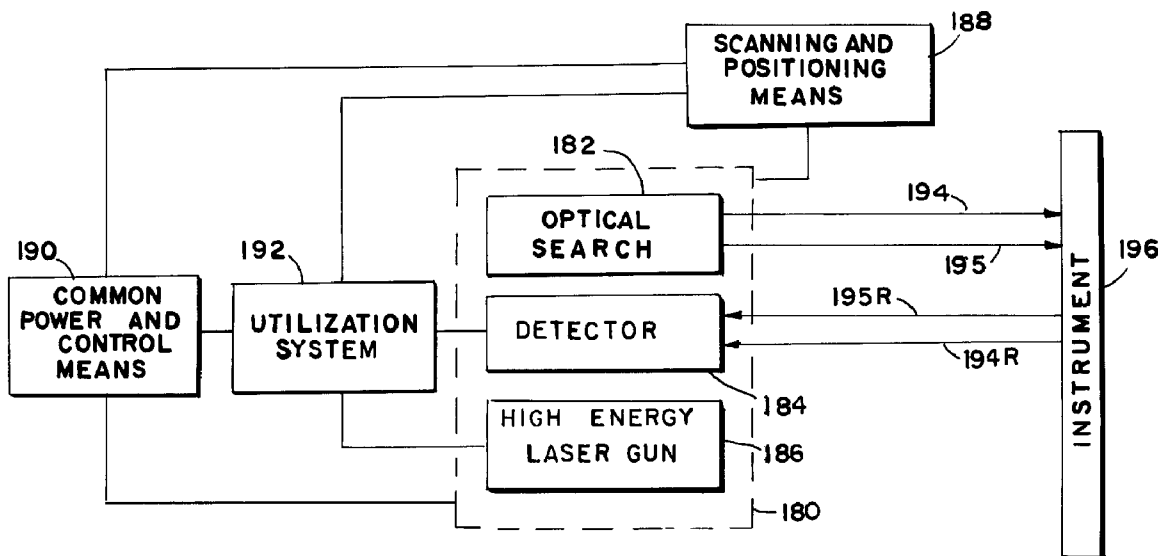 188
SCANNING AND
POSITIONING
MEANS
182
OPTICAL
SEARCH
194
195
190
COMMON
POWER AND
CONTROL
MEANS
192
UTILIZATION
SYSTEM
DETECTOR
184
195R
194R
HIGH ENERGY
LASER GUN
186
180
INSTRUMENT
196